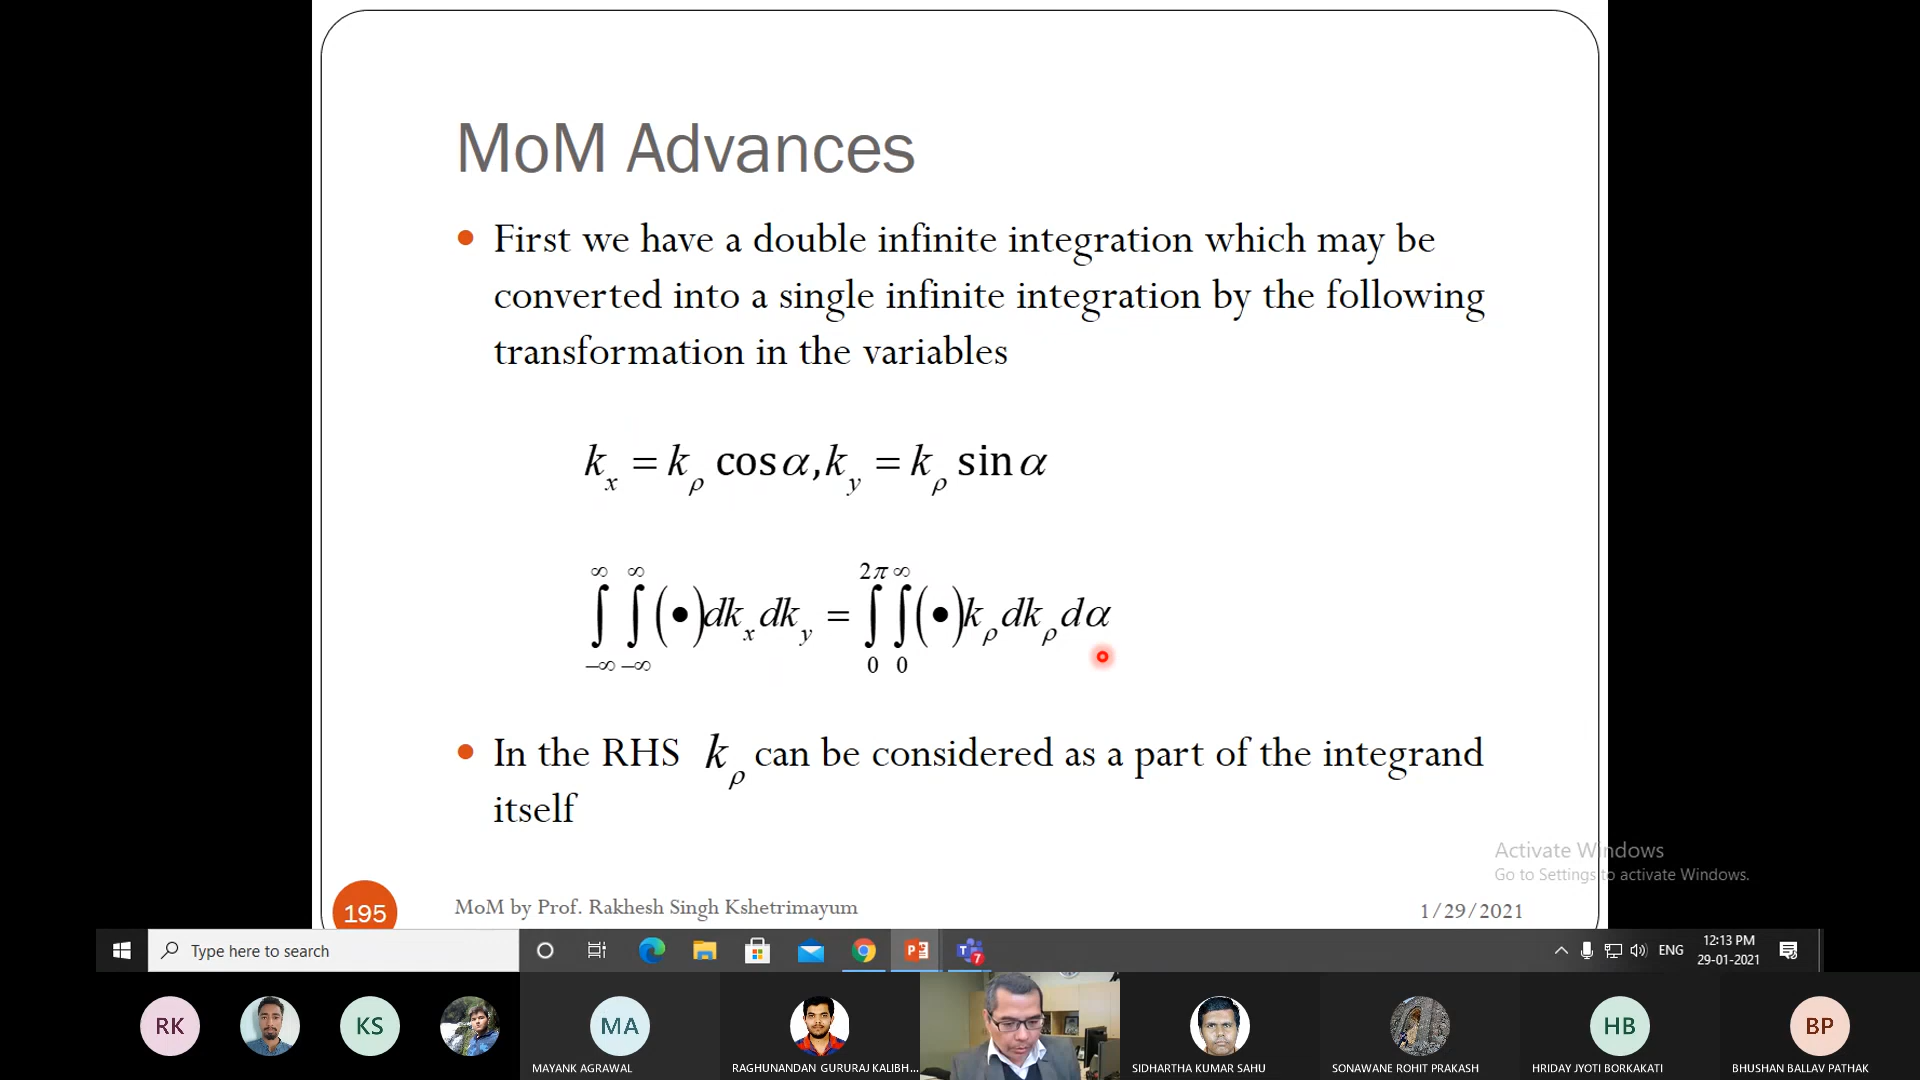 MoM Advances
First we have a double infinite integration which may be
converted into a single infinite integration by the following
transformation in the variables
k_x = k_ρ cos α, k_y = k_ρ sin α
∫_{-∞}^{∞} ∫_{-∞}^{∞} (•) dk_x dk_y = ∫_0^{2π} ∫_0^{∞} (•) k_ρ dk_ρ dα
In the RHS k_ρ can be considered as a part of the integrand
itself
Activate Windows
Go to Settings to activate Windows.
195
MoM by Prof. Rakhesh Singh Kshetrimayum
1/29/2021
Type here to search
7
ENG
12:13 PM
29-01-2021
RK
KS
MA
HB
BP
MAYANK AGRAWAL
RAGHUNANDAN GURURAJ KALIBH...
SIDHARTHA KUMAR SAHU
SONAWANE ROHIT PRAKASH
HRIDAY JYOTI BORKAKATI
BHUSHAN BALLAV PATHAK